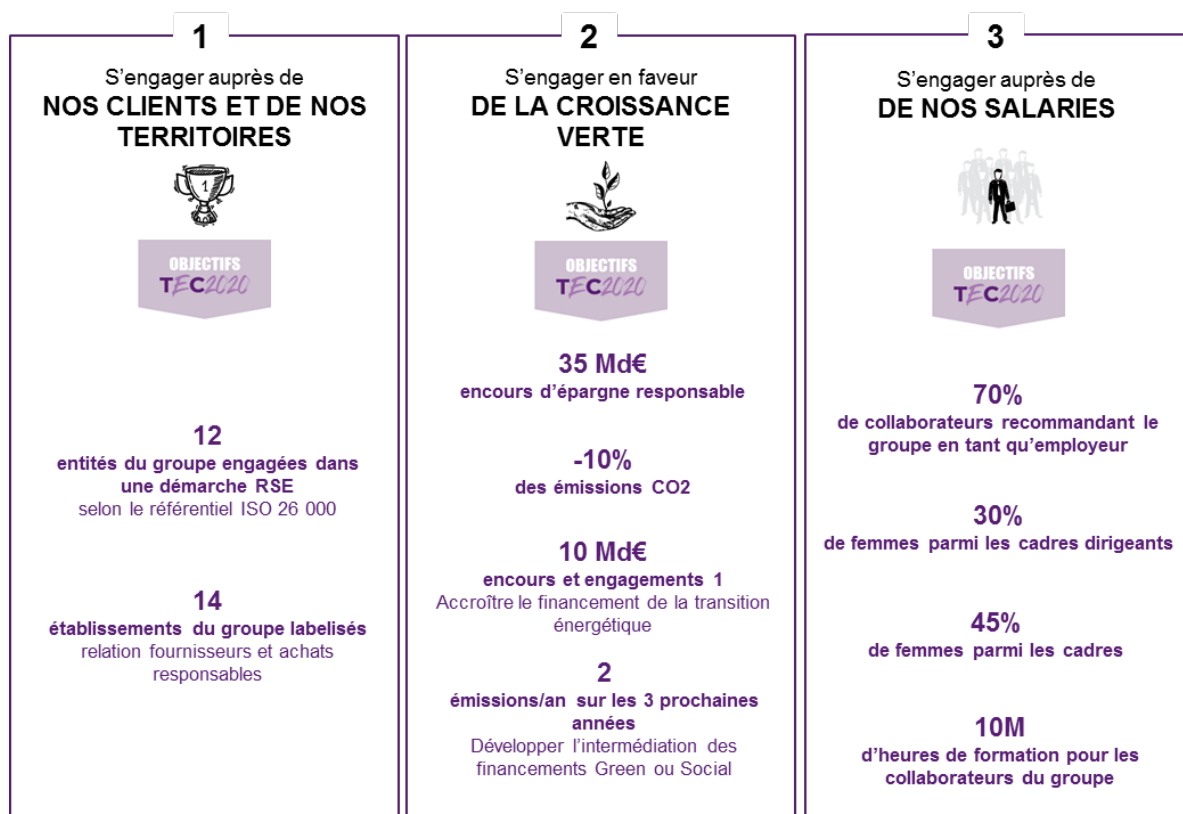 1
S'engager auprès de
NOS CLIENTS ET DE NOS
TERRITOIRES
1
OBJECTIFS
TEC2020
12
entités du groupe engagées dans
une démarche RSE
selon le référentiel ISO 26 000
14
établissements du groupe labelisés
relation fournisseurs et achats
responsables
2
S'engager en faveur
DE LA CROISSANCE
VERTE
OBJECTIFS
TEC2020
35 Md€
encours d'épargne responsable
-10%
des émissions CO2
10 Md€
encours et engagements 1
Accroître le financement de la transition
énergétique
2
émissions/an sur les 3 prochaines
années
Développer l'intermédiation des
financements Green ou Social
3
S'engager auprès de
DE NOS SALARIES
OBJECTIFS
TEC2020
70%
de collaborateurs recommandant le
groupe en tant qu'employeur
30%
de femmes parmi les cadres dirigeants
45%
de femmes parmi les cadres
10M
d'heures de formation pour les
collaborateurs du groupe